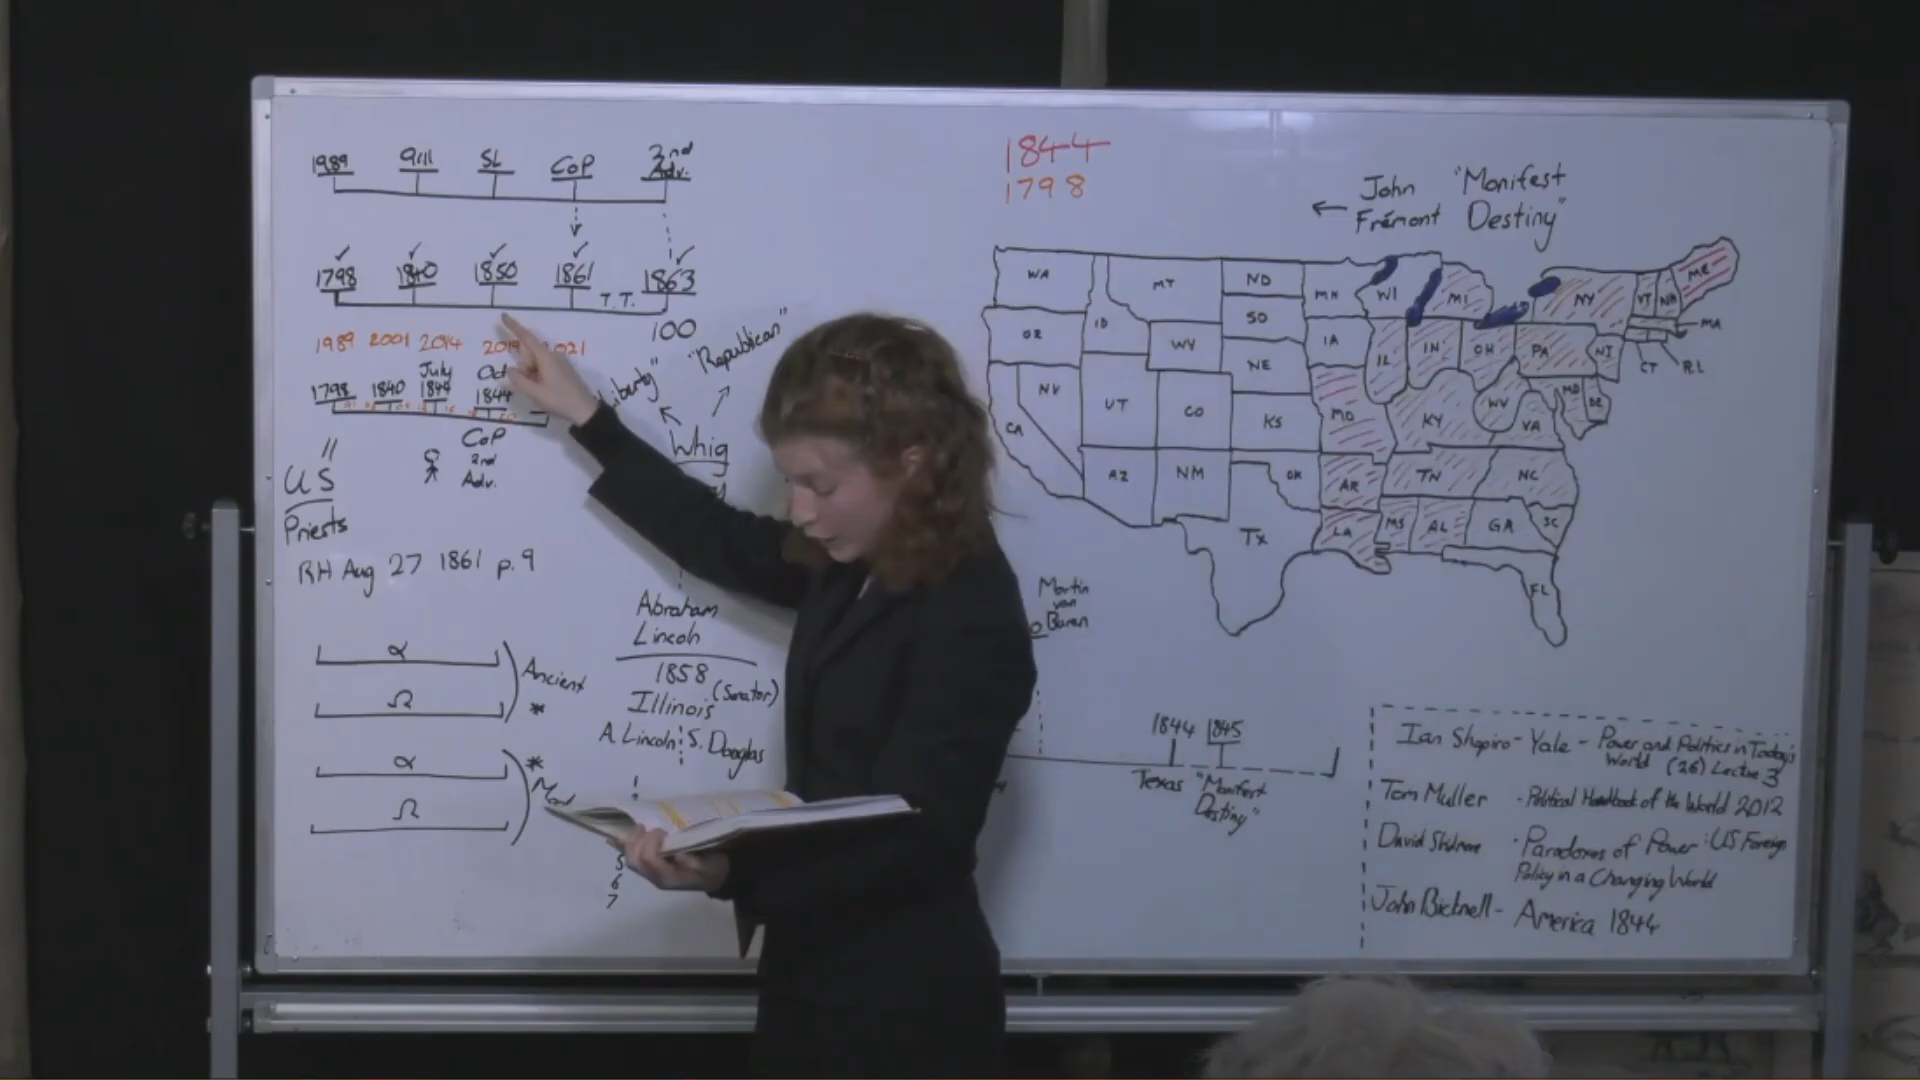 1989 9/11 SL CoP 2nd Adv.
1798 1840 1850 1861 T.T. 1863
100
1989 2001 2014 2019 2021
July Oct
1798 1840 1844 1844
CoP
2nd
Adv.
"
US
Priests
RH Aug 27 1861 p.9
α
Ω
Ancient
*
α
Ω
*
Liberty"
"Republican"
Whig
Abraham
Lincoln
1858
(Senator)
Illinois
A. Lincoln S. Douglas
1
5
6
7
1844
1798
← John Frémont
"Manifest Destiny"
WA MT ND MN WI MI NY VT NH ME
OR ID WY SD IA
NE IL IN OH PA NJ MA
CT R.I.
CA NV UT CO KS MO KY WV VA MD DE
AZ NM OK AR TN NC
TX LA MS AL GA SC
FL
Martin
van
Buren
1844 1845
Texas "Manifest Destiny"
Ian Shapiro - Yale - Power and Politics in Today's
World (26) Lecture 3
Tom Muller - Political Handbook of the World 2012
David - Paradoxes of Power: US Foreign
Policy in a Changing World
John Bicknell - America 1844